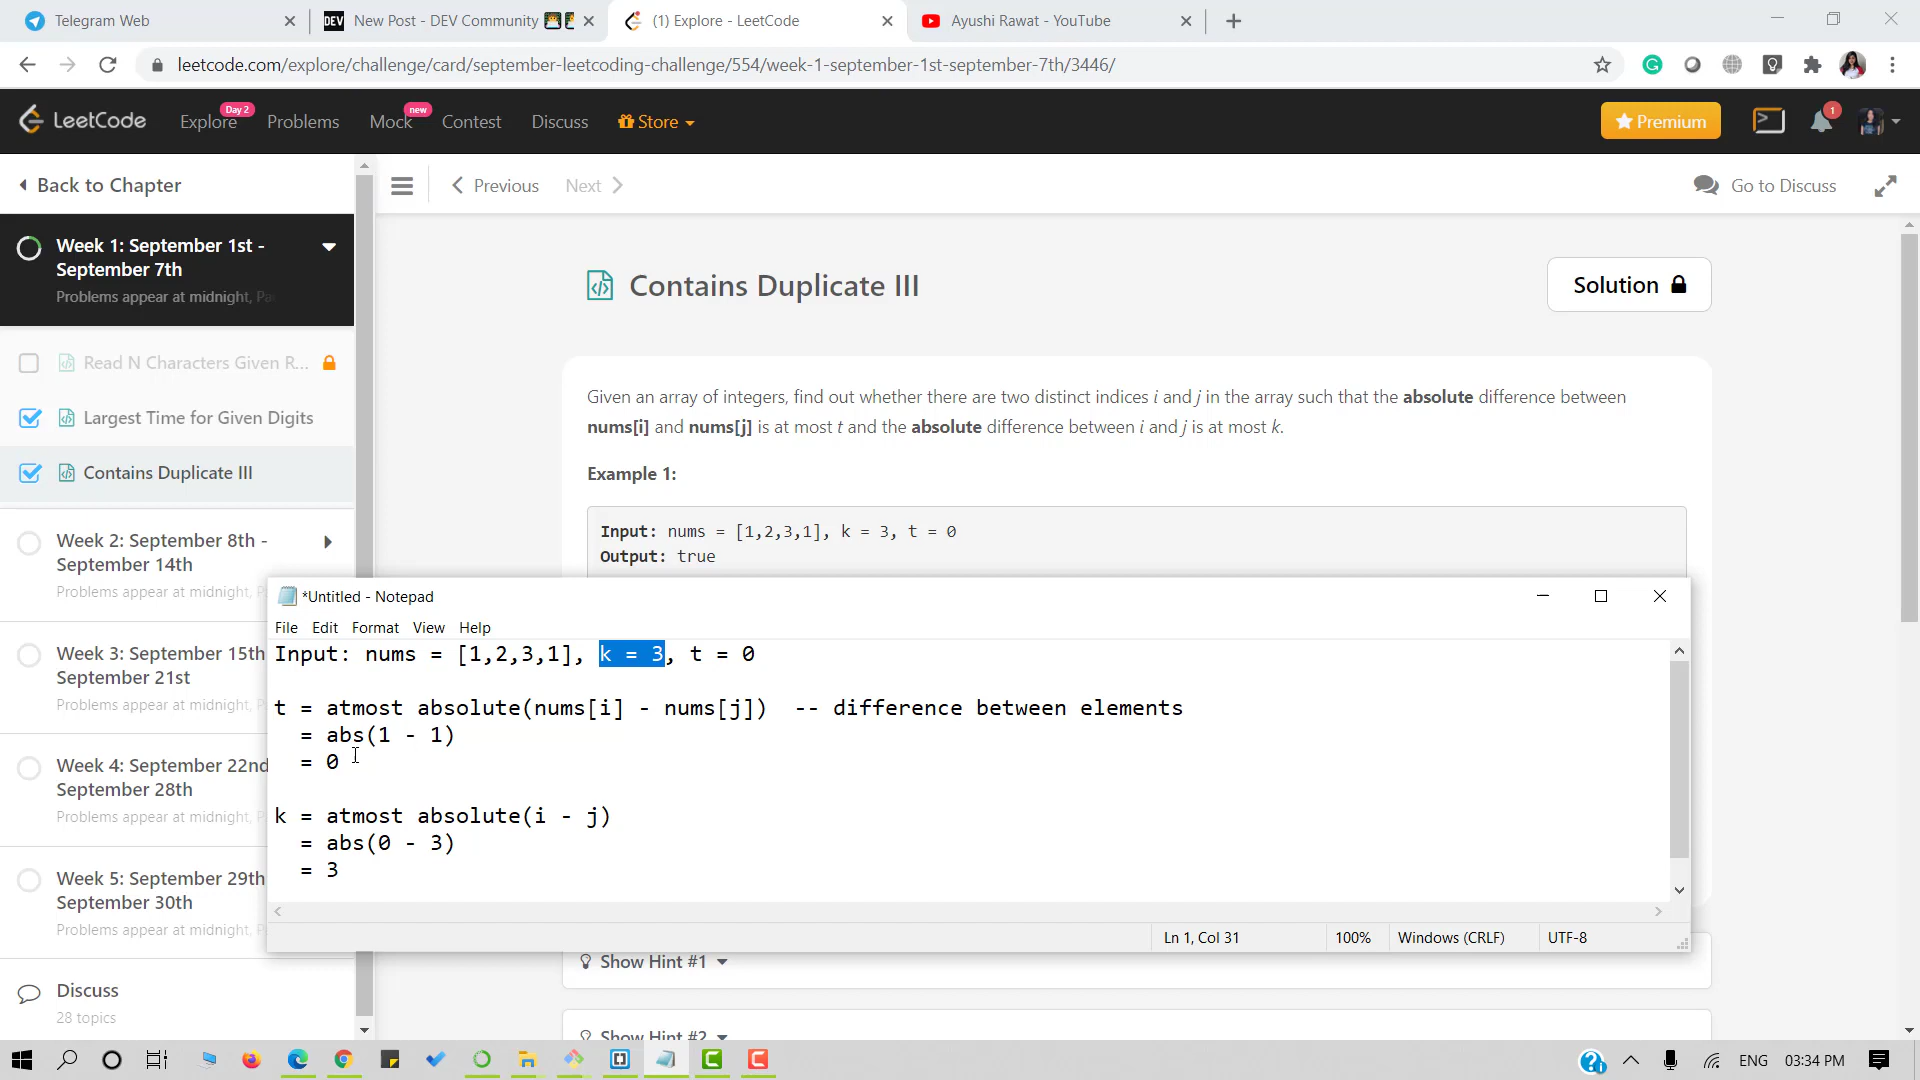 Telegram Web
New Post - DEV Community
(1) Explore - LeetCode
Ayushi Rawat - YouTube
leetcode.com/explore/challenge/card/september-leetcoding-challenge/554/week-1-september-1st-september-7th/3446/
LeetCode
Explore
Day 2
Problems
Mock
new
Contest
Discuss
Store
Premium
1
Back to Chapter
Previous
Next
Go to Discuss
Week 1: September 1st -
September 7th
Problems appear at midnight,
Read N Characters Given R...
Largest Time for Given Digits
Contains Duplicate III
Week 2: September 8th -
September 14th
Problems appear at midnight,
Week 3: September 15th
September 21st
Problems appear at midnight,
Week 4: September 22nd
September 28th
Problems appear at midnight,
Week 5: September 29th
September 30th
Problems appear at midnight,
Discuss
28 topics
Contains Duplicate III
Solution
Given an array of integers, find out whether there are two distinct indices i and j in the array such that the absolute difference between
nums[i] and nums[j] is at most t and the absolute difference between i and j is at most k.
Example 1:
Input: nums = [1,2,3,1], k = 3, t = 0
Output: true
*Untitled - Notepad
File Edit Format View Help
Input: nums = [1,2,3,1], k = 3, t = 0
t = atmost absolute(nums[i] - nums[j]) -- difference between elements
= abs(1 - 1)
= 0
k = atmost absolute(i - j)
= abs(0 - 3)
= 3
Ln 1, Col 31
100%
Windows (CRLF)
UTF-8
Show Hint #1
Show Hint #2
ENG
03:34 PM